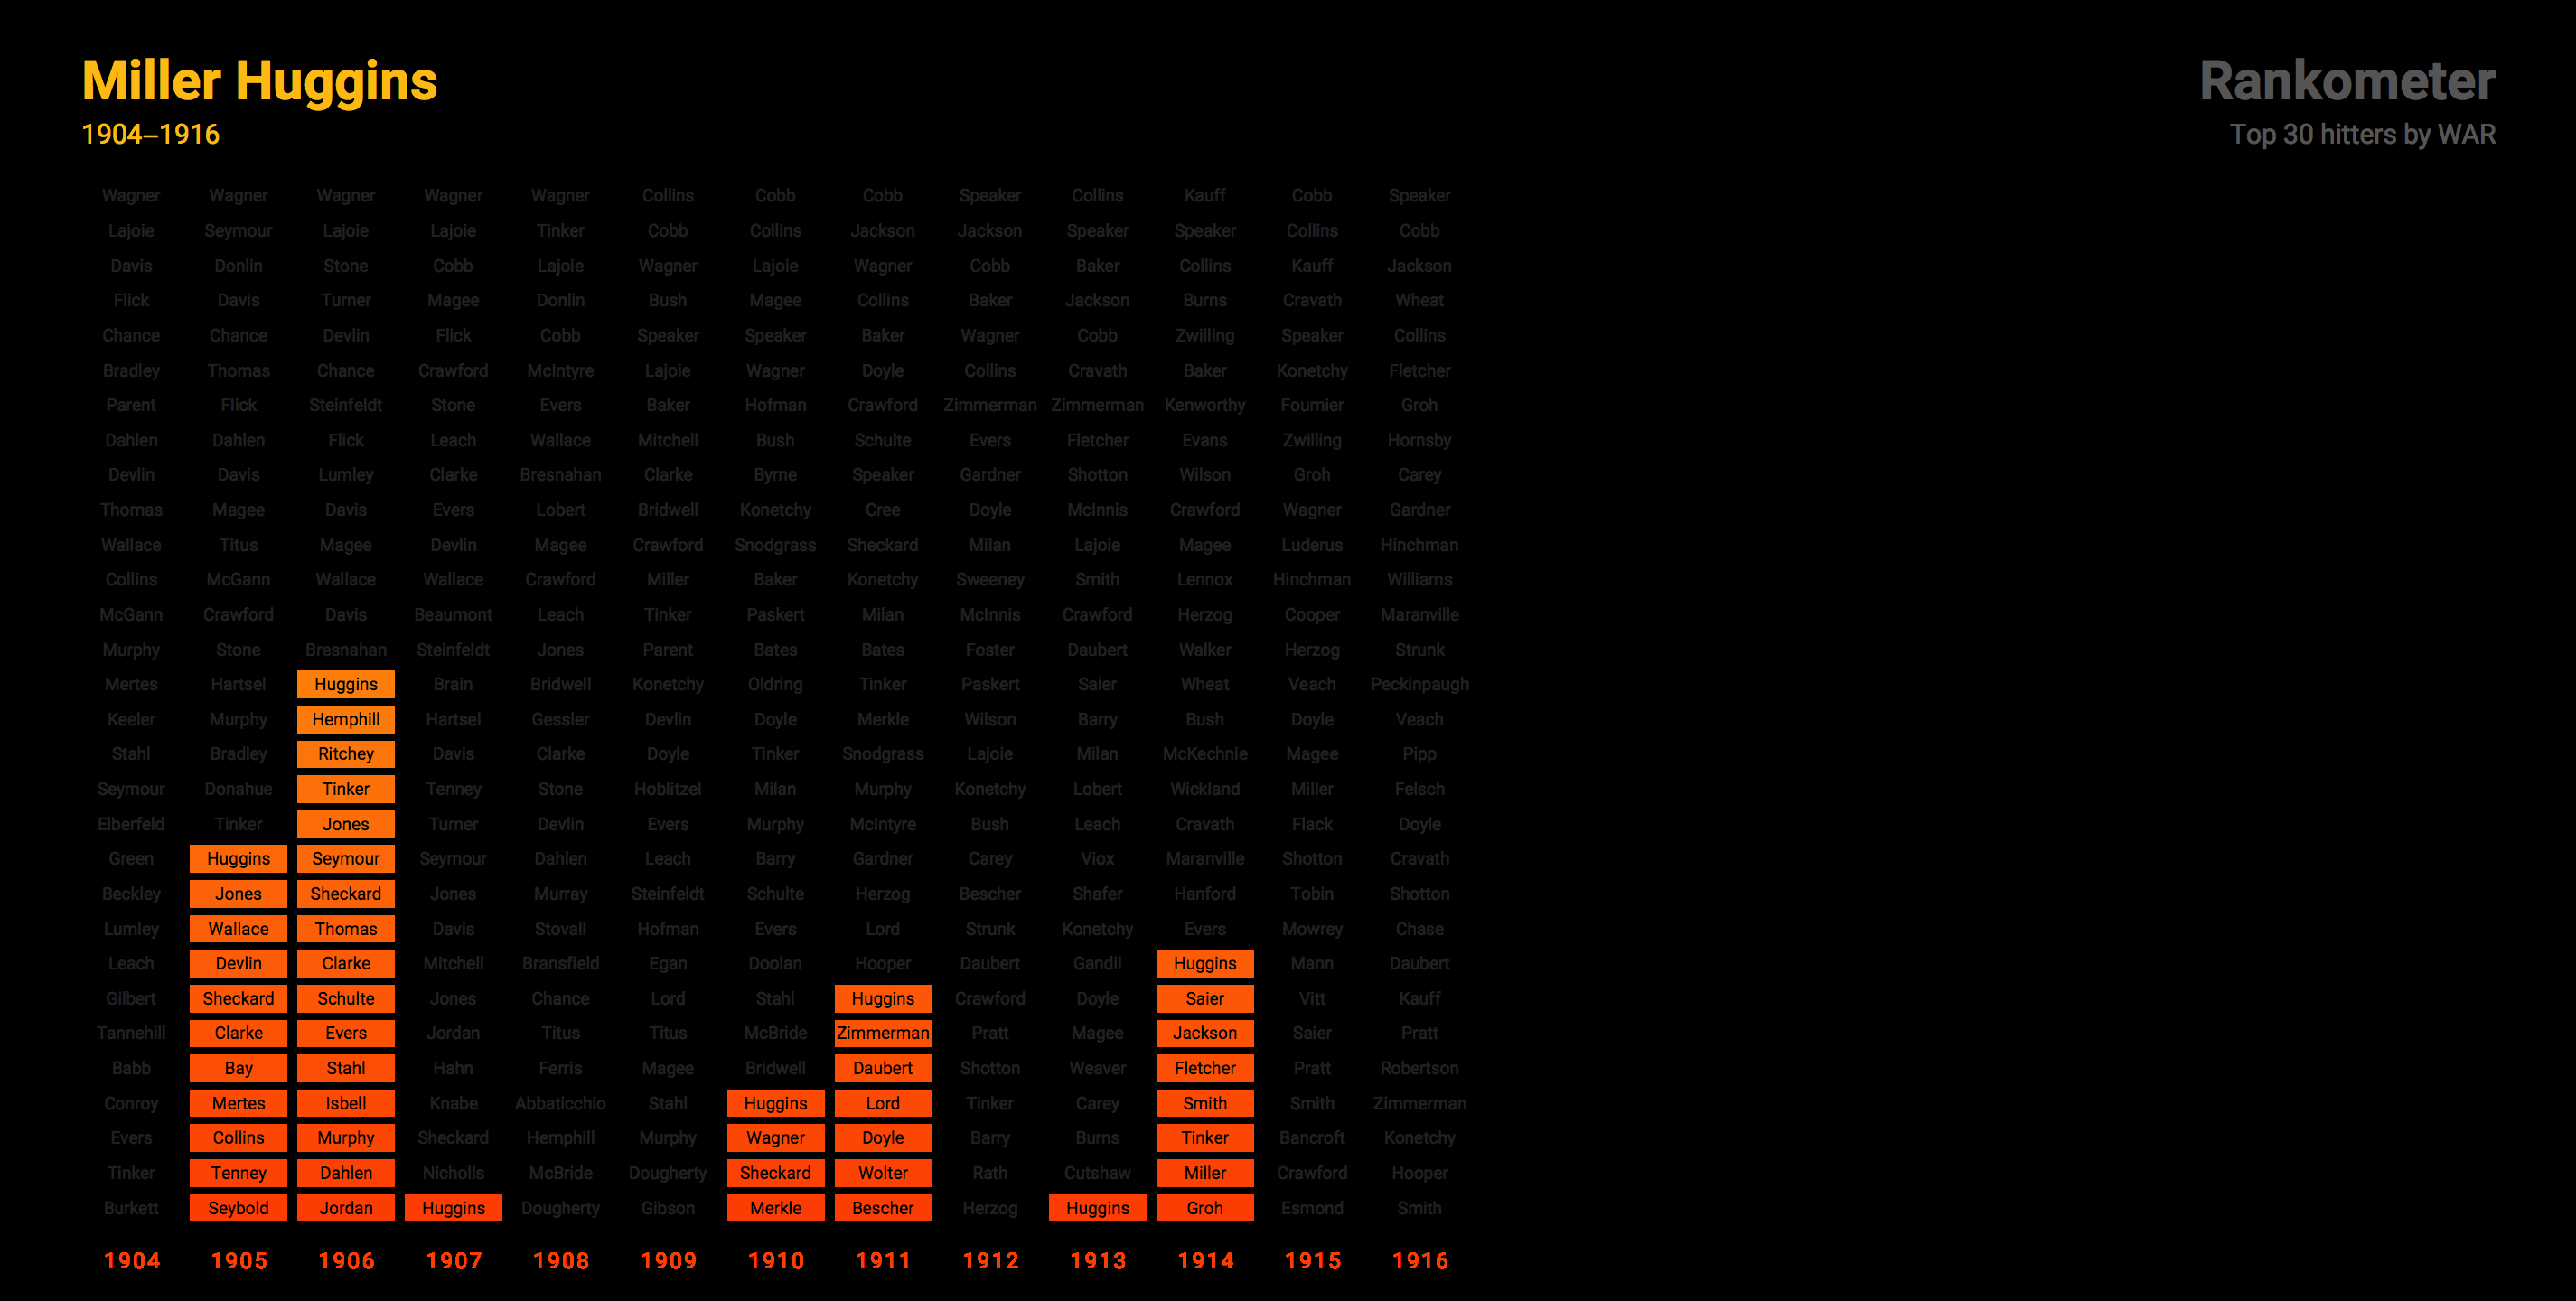 Miller Huggins
1904–1916
Rankometer
Top 30 hitters by WAR
Wagner Wagner Wagner Wagner Wagner Collins Cobb Cobb Speaker Collins Kauff Cobb Speaker
Lajoie Seymour Lajoie Lajoie Tinker Cobb Collins Jackson Jackson Speaker Speaker Collins Cobb
Davis Donlin Stone Cobb Lajoie Wagner Lajoie Wagner Cobb Baker Collins Kauff Jackson
Flick Davis Turner Magee Donlin Bush Magee Collins Baker Jackson Burns Cravath Wheat
Chance Chance Devlin Flick Cobb Speaker Speaker Baker Wagner Cobb Zwilling Speaker Collins
Bradley Thomas Chance Crawford McIntyre Lajoie Wagner Doyle Collins Cravath Baker Konetchy Fletcher
Parent Flick Steinfeldt Stone Evers Baker Hofman Crawford Zimmerman Zimmerman Kenworthy Fournier Groh
Dahlen Dahlen Flick Leach Wallace Mitchell Bush Schulte Evers Fletcher Evans Zwilling Hornsby
Devlin Davis Lumley Clarke Bresnahan Clarke Byrne Speaker Gardner Shotton Wilson Groh Carey
Thomas Magee Davis Evers Lobert Bridwell Konetchy Cree Doyle McInnis Crawford Wagner Gardner
Wallace Titus Magee Devlin Magee Crawford Snodgrass Sheckard Milan Lajoie Magee Luderus Hinchman
Collins McGann Wallace Wallace Crawford Miller Baker Konetchy Sweeney Smith Lennox Hinchman Williams
McGann Crawford Davis Beaumont Leach Tinker Paskert Milan McInnis Crawford Herzog Cooper Maranville
Murphy Stone Bresnahan Steinfeldt Jones Parent Bates Bates Foster Daubert Walker Herzog Strunk
Mertes Hartsel Huggins Brain Bridwell Konetchy Oldring Tinker Paskert Saier Wheat Veach Peckinpaugh
Keeler Murphy Hemphill Hartsel Gessler Devlin Doyle Merkle Wilson Barry Bush Doyle Veach
Stahl Bradley Ritchey Davis Clarke Doyle Tinker Snodgrass Lajoie Milan McKechnie Magee Pipp
Seymour Donahue Tinker Tenney Stone Hoblitzel Milan Murphy Konetchy Lobert Wickland Miller Felsch
Elberfeld Tinker Jones Turner Devlin Evers Murphy McIntyre Bush Leach Cravath Flack Doyle
Green Huggins Seymour Seymour Dahlen Leach Barry Gardner Carey Viox Maranville Shotton Cravath
Beckley Jones Sheckard Jones Murray Steinfeldt Schulte Herzog Bescher Shafer Hanford Tobin Shotton
Lumley Wallace Thomas Davis Stovall Hofman Evers Lord Strunk Konetchy Evers Mowrey Chase
Leach Devlin Clarke Mitchell Bransfield Egan Doolan Hooper Daubert Gandil Huggins Mann Daubert
Gilbert Sheckard Schulte Jones Chance Lord Stahl Huggins Crawford Doyle Saier Vitt Kauff
Tannehill Clarke Evers Jordan Titus Titus McBride Zimmerman Pratt Magee Jackson Saier Pratt
Babb Bay Stahl Hahn Ferris Magee Bridwell Daubert Shotton Weaver Fletcher Pratt Robertson
Conroy Mertes Isbell Knabe Abbaticchio Stahl Huggins Lord Tinker Carey Smith Smith Zimmerman
Evers Collins Murphy Sheckard Hemphill Murphy Wagner Doyle Barry Burns Tinker Bancroft Konetchy
Tinker Tenney Dahlen Nicholls McBride Dougherty Sheckard Wolter Rath Cutshaw Miller Crawford Hooper
Burkett Seybold Jordan Huggins Dougherty Gibson Merkle Bescher Herzog Huggins Groh Esmond Smith
1904 1905 1906 1907 1908 1909 1910 1911 1912 1913 1914 1915 1916